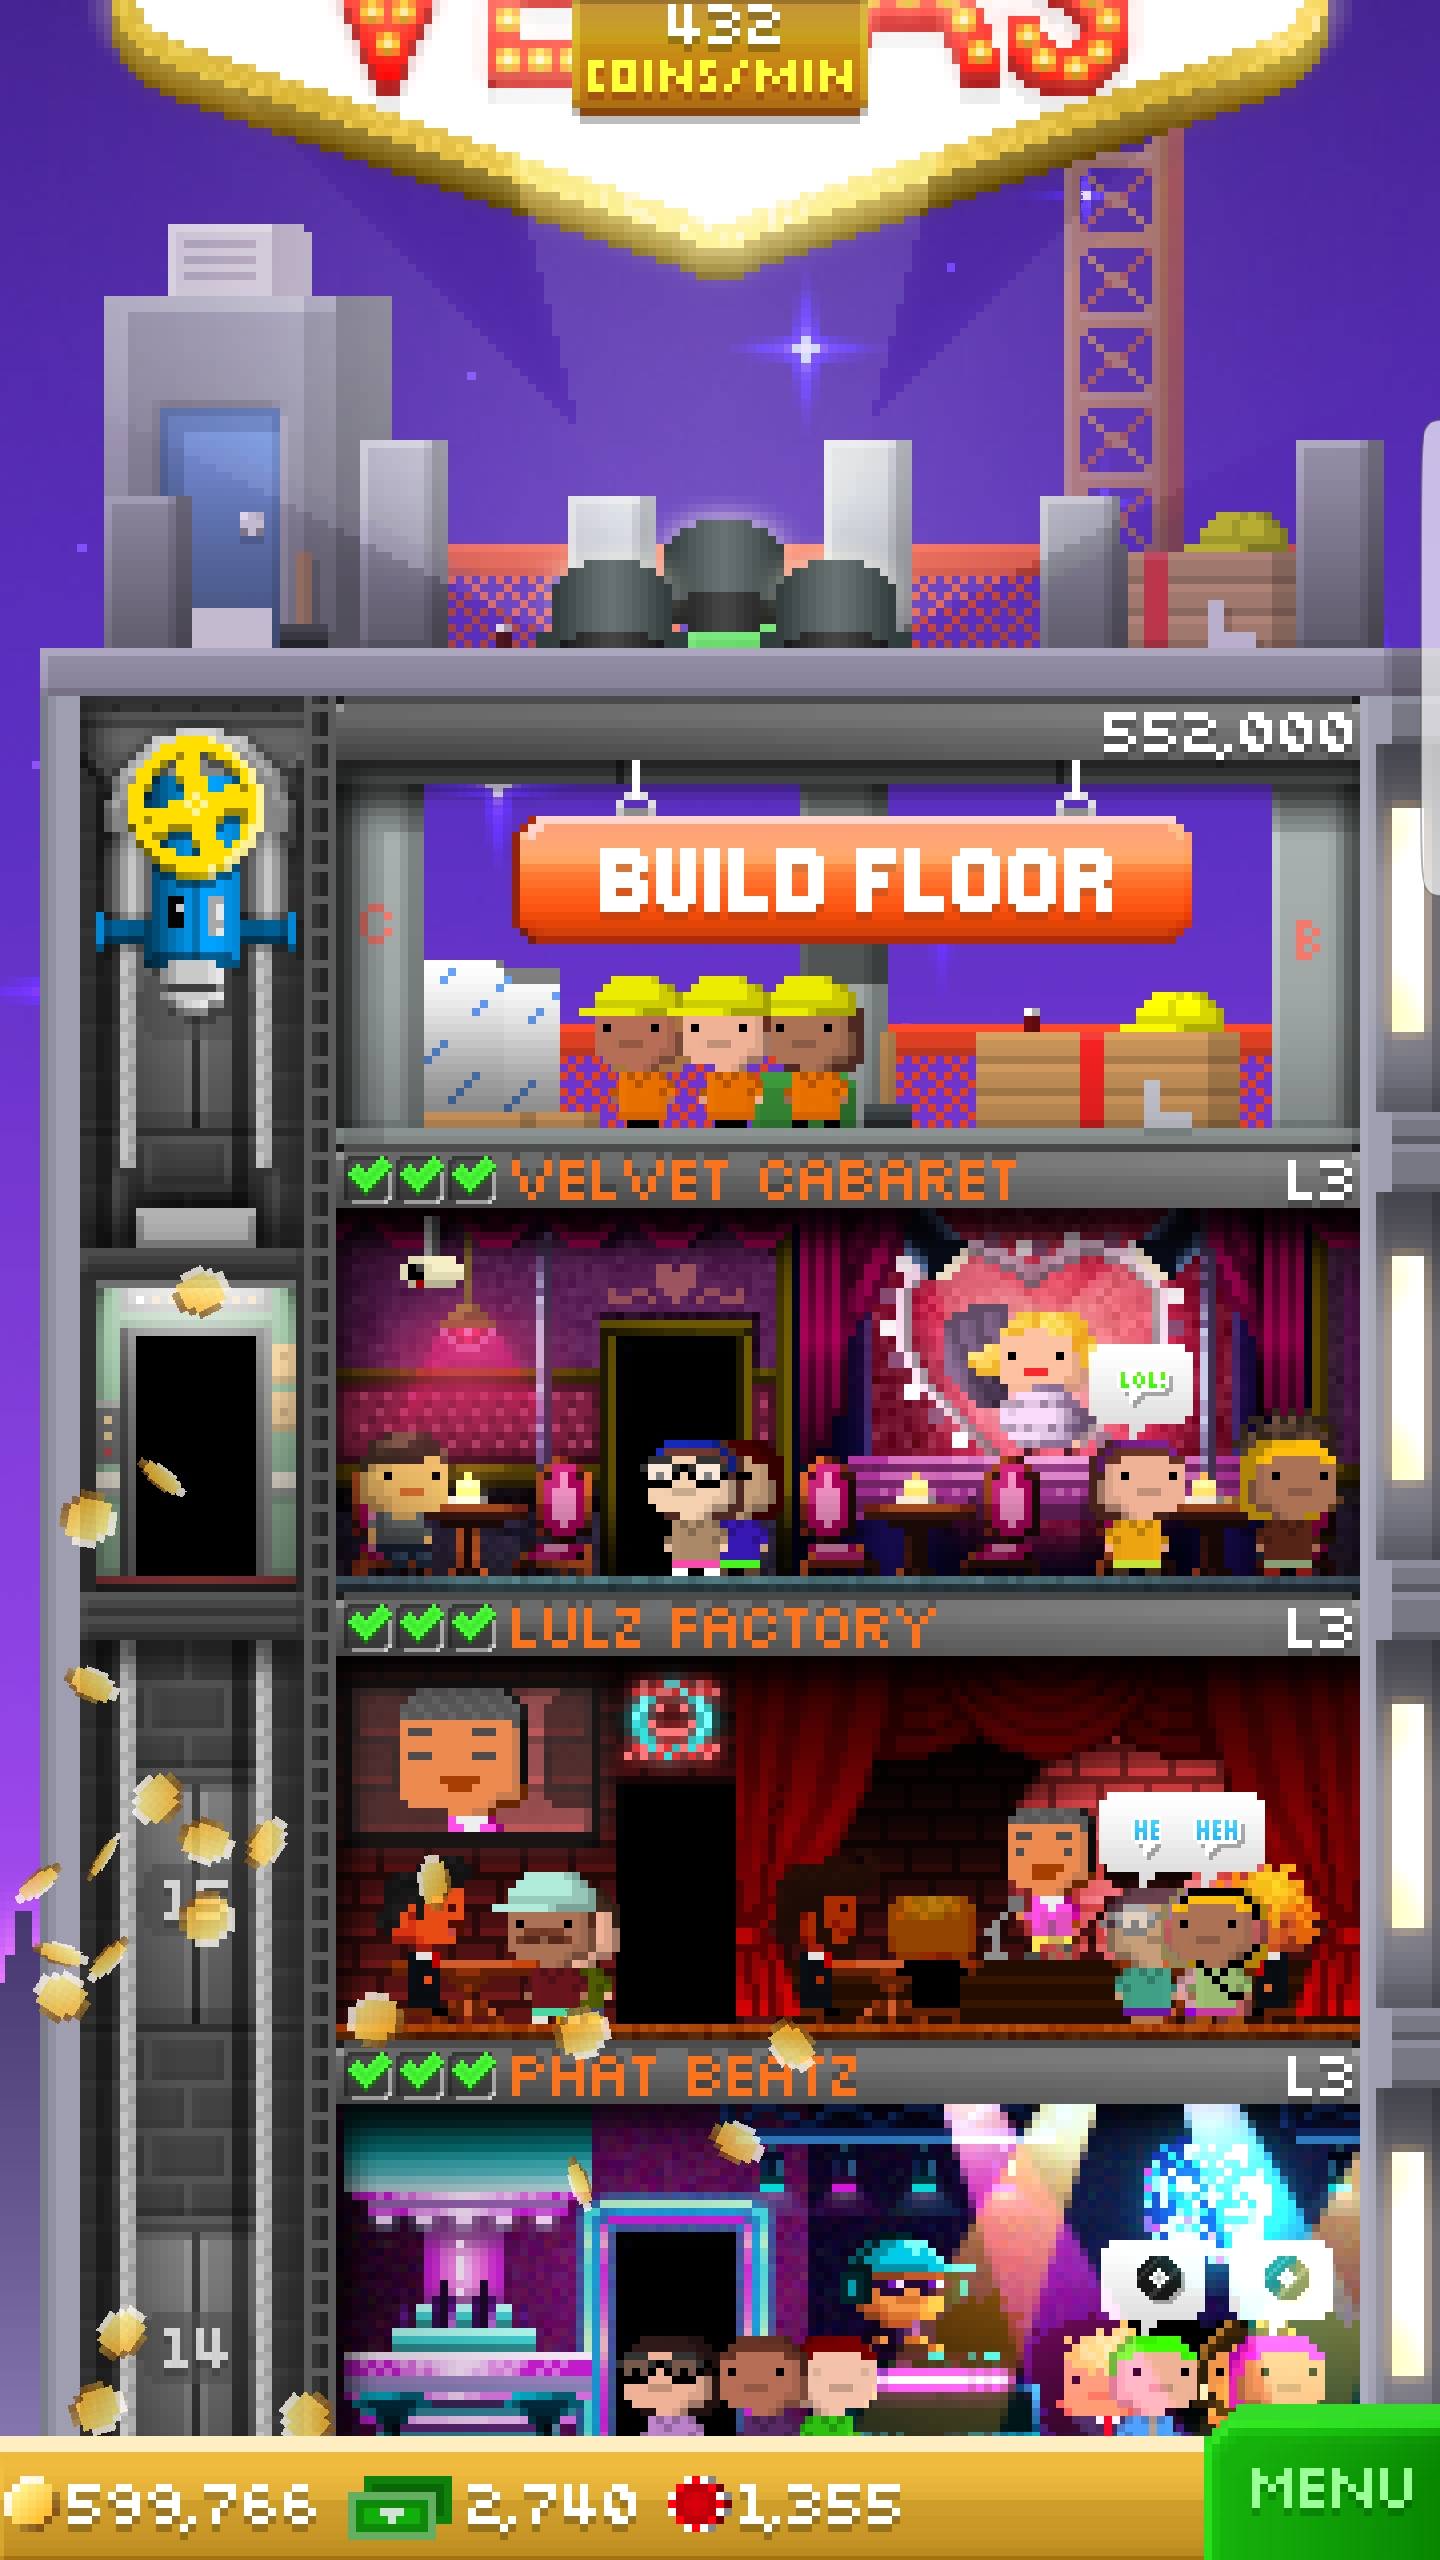 432
COINS/MIN
552,000
BUILD FLOOR
C
B
VELVET CABARET L3
LOL!
LULZ FACTORY L3
HE HEH
PHAT BEATZ L3
14
599,766 2,740 1,355
MENU